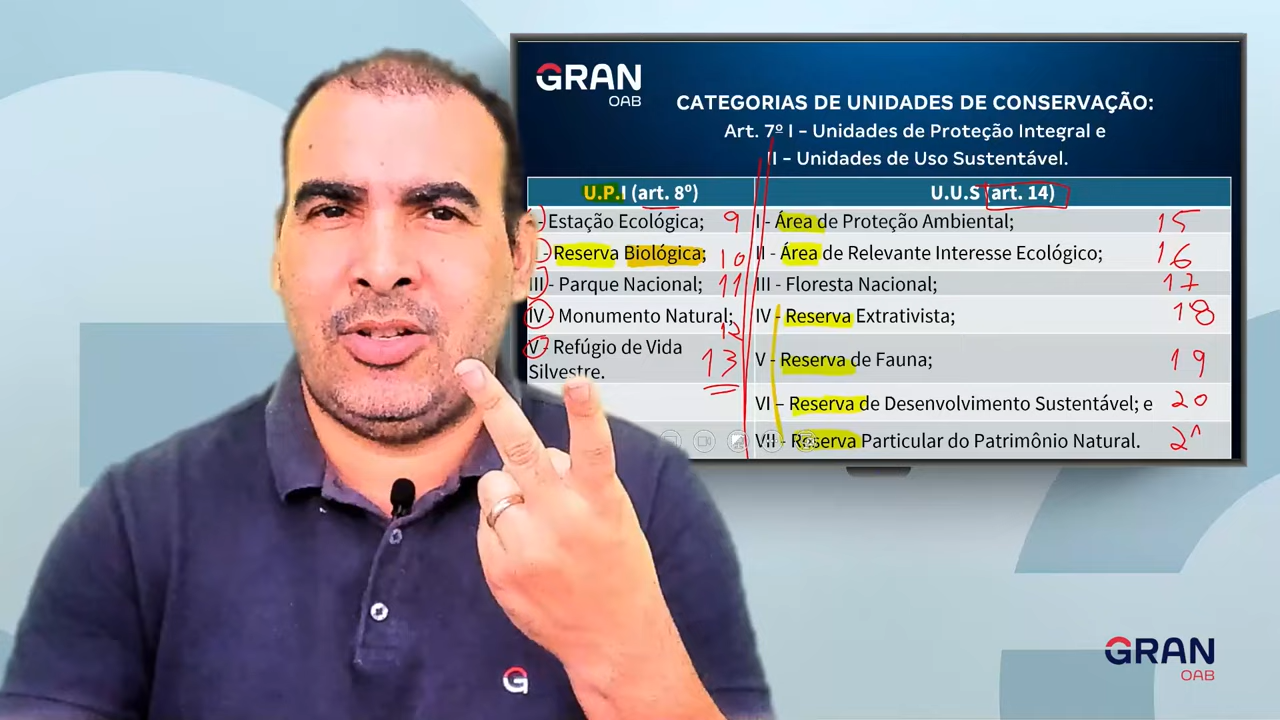 GRAN
OAB
CATEGORIAS DE UNIDADES DE CONSERVAÇÃO:
Art. 7º I – Unidades de Proteção Integral e
II – Unidades de Uso Sustentável.
U.P.I (art. 8º)
U.U.S (art. 14)
- Estação Ecológica; 9
I - Área de Proteção Ambiental; 15
- Reserva Biológica; 10
II - Área de Relevante Interesse Ecológico; 16
III - Parque Nacional; 11
III - Floresta Nacional; 17
IV - Monumento Natural; 12
IV - Reserva Extrativista; 18
V - Refúgio de Vida
Silvestre. 13
V - Reserva de Fauna; 19
VI – Reserva de Desenvolvimento Sustentável; e 20
VII - Reserva Particular do Patrimônio Natural. 21
G
GRAN
OAB